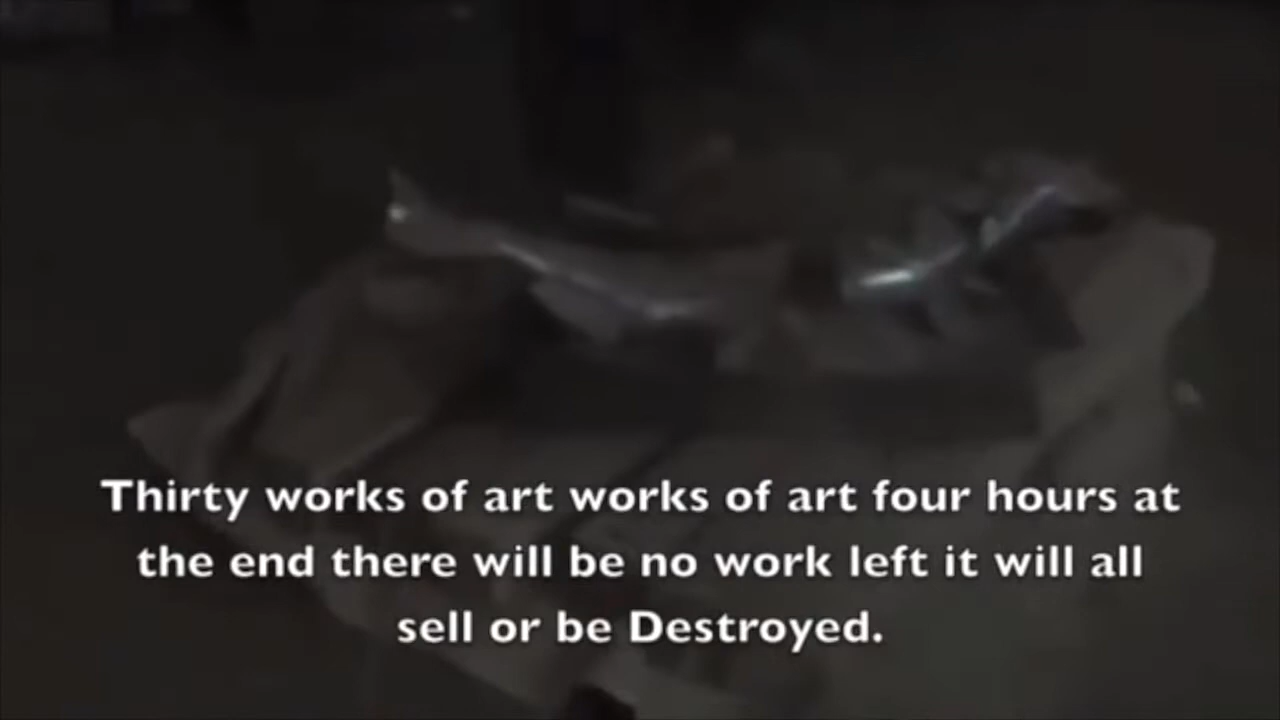 Thirty works of art works of art four hours at
the end there will be no work left it will all
sell or be Destroyed.